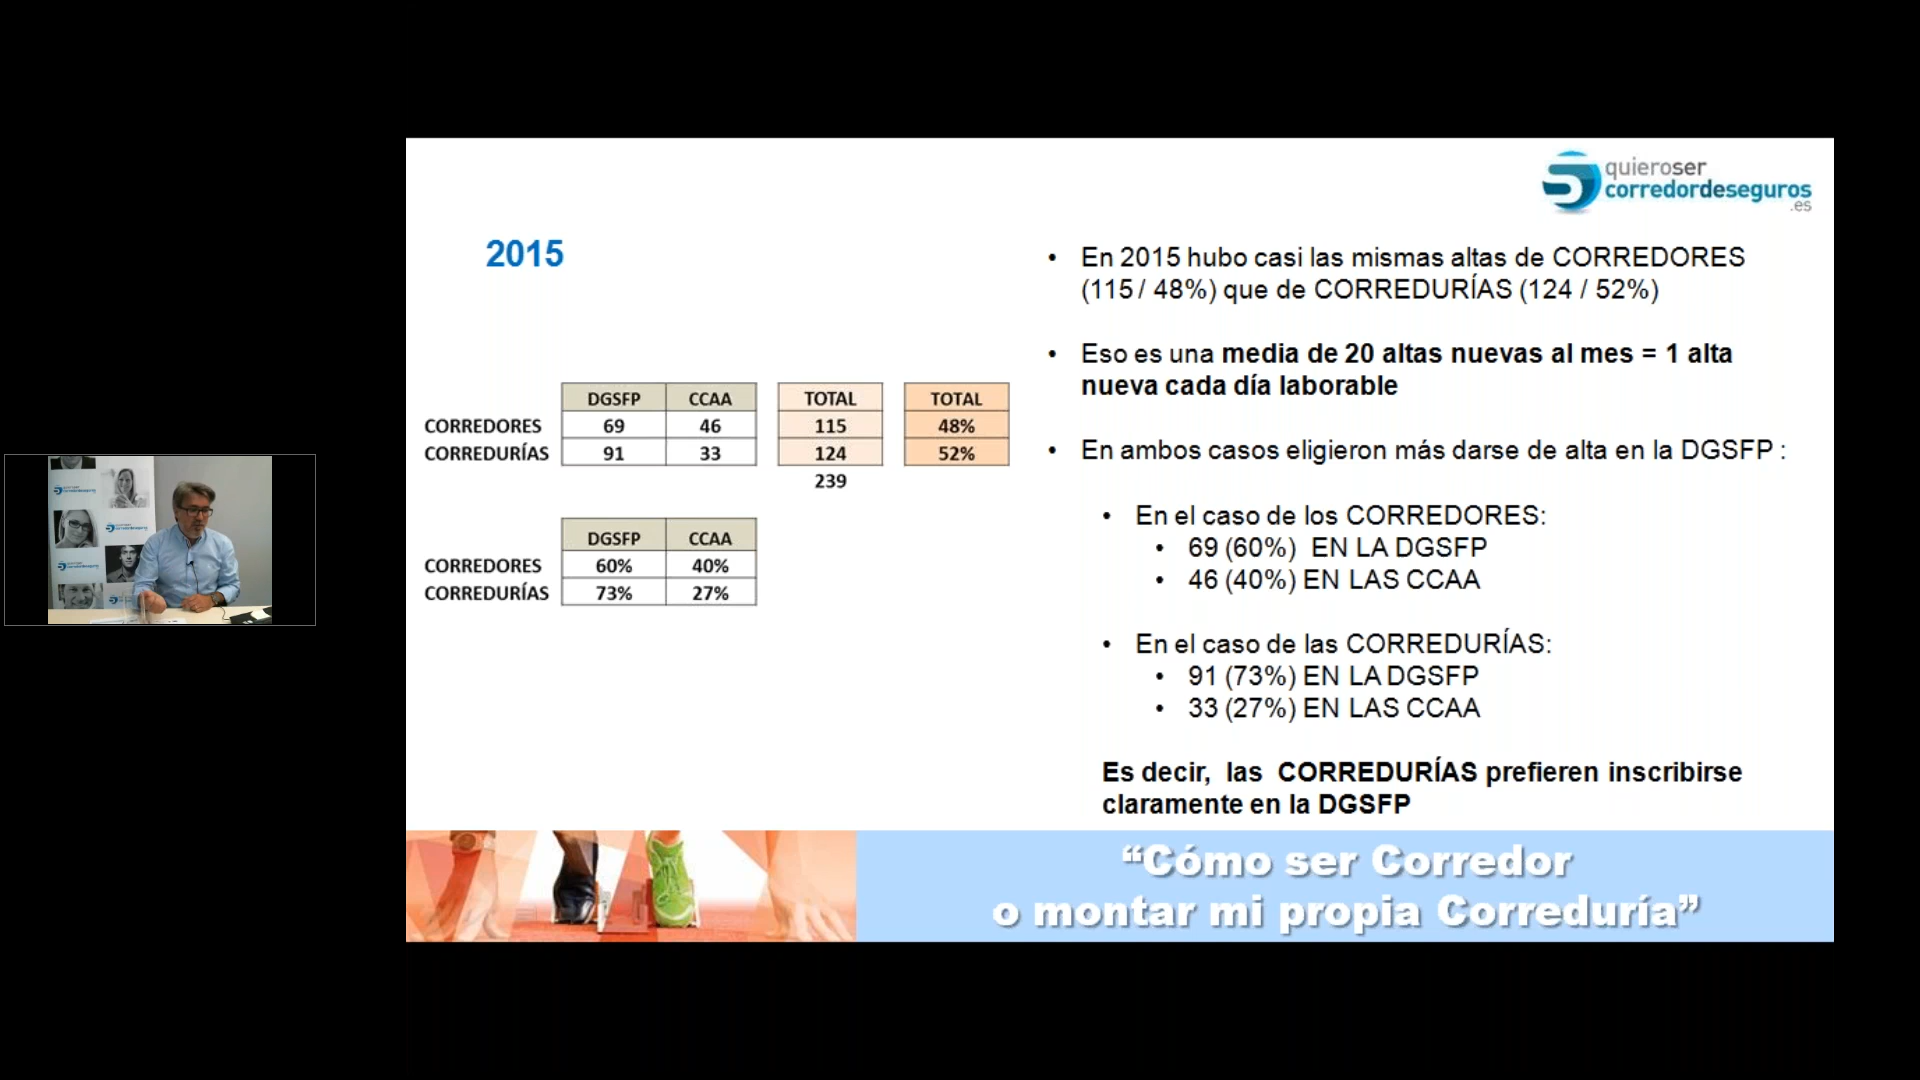 quieroser
corredordeseguros
.es
2015
DGSFP CCAA TOTAL TOTAL
CORREDORES 69 46 115 48%
CORREDURÍAS 91 33 124 52%
239
DGSFP CCAA
CORREDORES 60% 40%
CORREDURÍAS 73% 27%
• En 2015 hubo casi las mismas altas de CORREDORES
(115 / 48%) que de CORREDURÍAS (124 / 52%)
• Eso es una media de 20 altas nuevas al mes = 1 alta
nueva cada día laborable
• En ambos casos eligieron más darse de alta en la DGSFP :
• En el caso de los CORREDORES:
• 69 (60%) EN LA DGSFP
• 46 (40%) EN LAS CCAA
• En el caso de las CORREDURÍAS:
• 91 (73%) EN LA DGSFP
• 33 (27%) EN LAS CCAA
Es decir, las CORREDURÍAS prefieren inscribirse
claramente en la DGSFP
“Cómo ser Corredor
o montar mi propia Correduría”